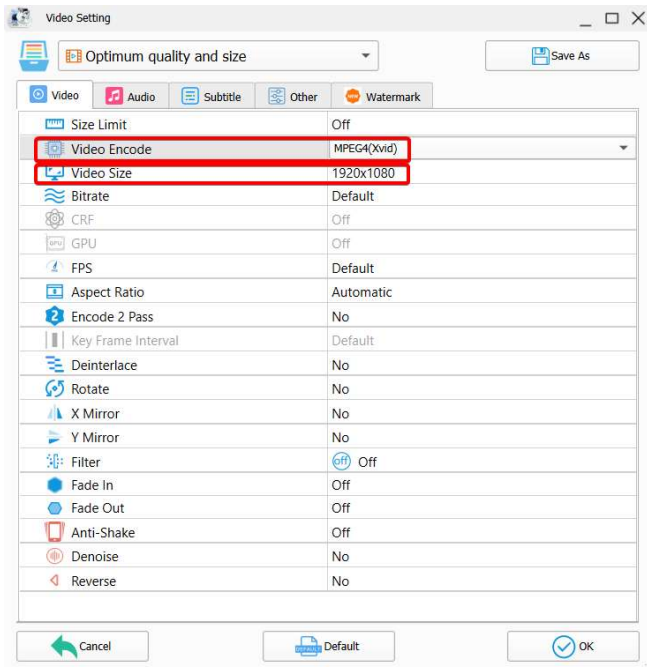 Video Setting
Optimum quality and size
Save As
Video Audio Subtitle Other Watermark
Size Limit Off
Video Encode MPEG4(Xvid)
Video Size 1920x1080
Bitrate Default
CRF Off
GPU Off
FPS Default
Aspect Ratio Automatic
2 Encode 2 Pass No
Key Frame Interval Default
Deinterlace No
Rotate No
X Mirror No
Y Mirror No
Filter off Off
Fade In Off
Fade Out Off
Anti-Shake Off
Denoise No
Reverse No
Cancel DEFAULT Default OK